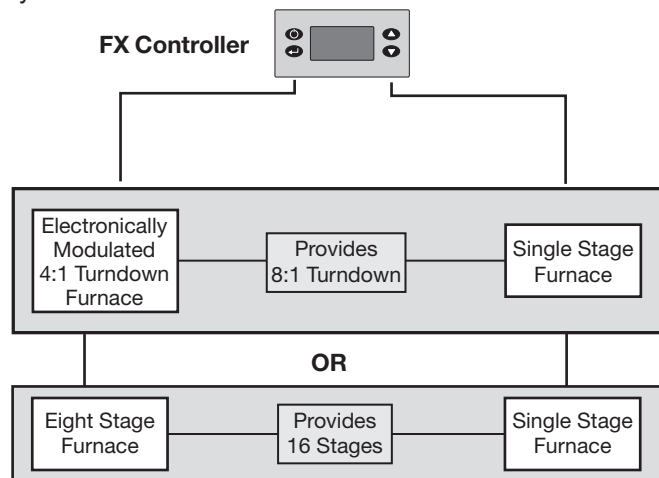 FX Controller
Electronically
Modulated
4:1 Turndown
Furnace
Provides
8:1 Turndown
Single Stage
Furnace
OR
Eight Stage
Furnace
Provides
16 Stages
Single Stage
Furnace